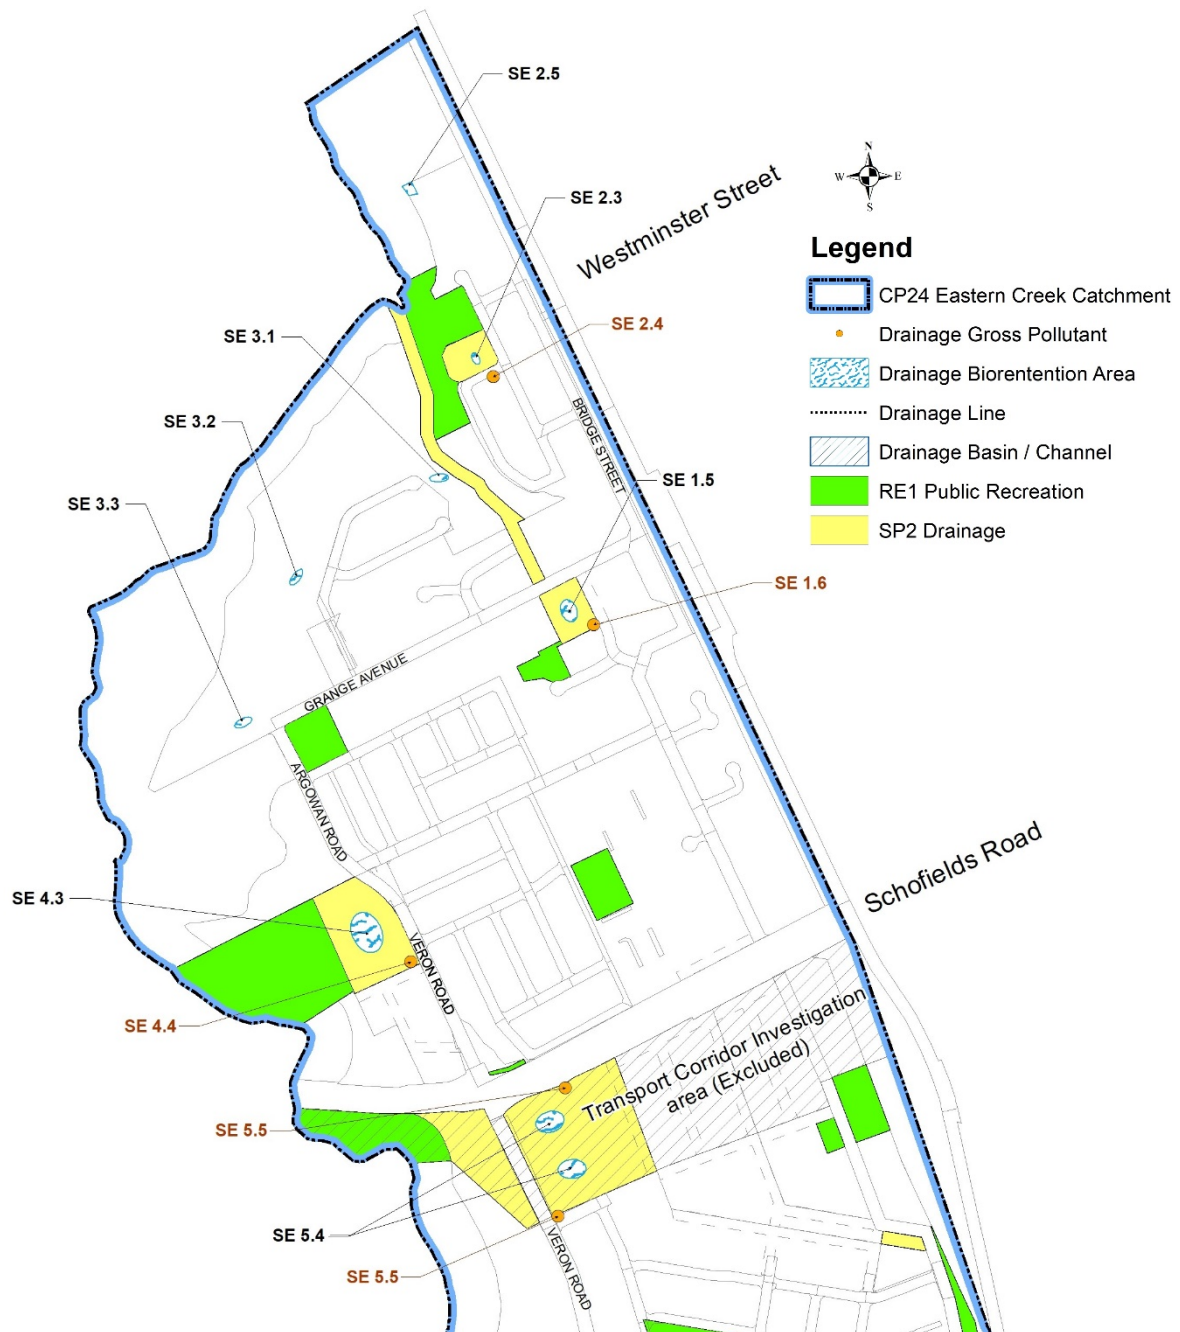 SE 2.5
SE 2.3
Westminster Street
SE 2.4
SE 3.1
SE 3.2
BRIDGE STREET
SE 1.5
SE 3.3
SE 1.6
GRANGE AVENUE
ARGOWAN ROAD
SE 4.3
Schofields Road
VERON ROAD
SE 4.4
Transport Corridor Investigation
area (Excluded)
SE 5.5
SE 5.4
SE 5.5
VERON ROAD
N
W
E
S
Legend
CP24 Eastern Creek Catchment
Drainage Gross Pollutant
Drainage Biorentention Area
Drainage Line
Drainage Basin / Channel
RE1 Public Recreation
SP2 Drainage